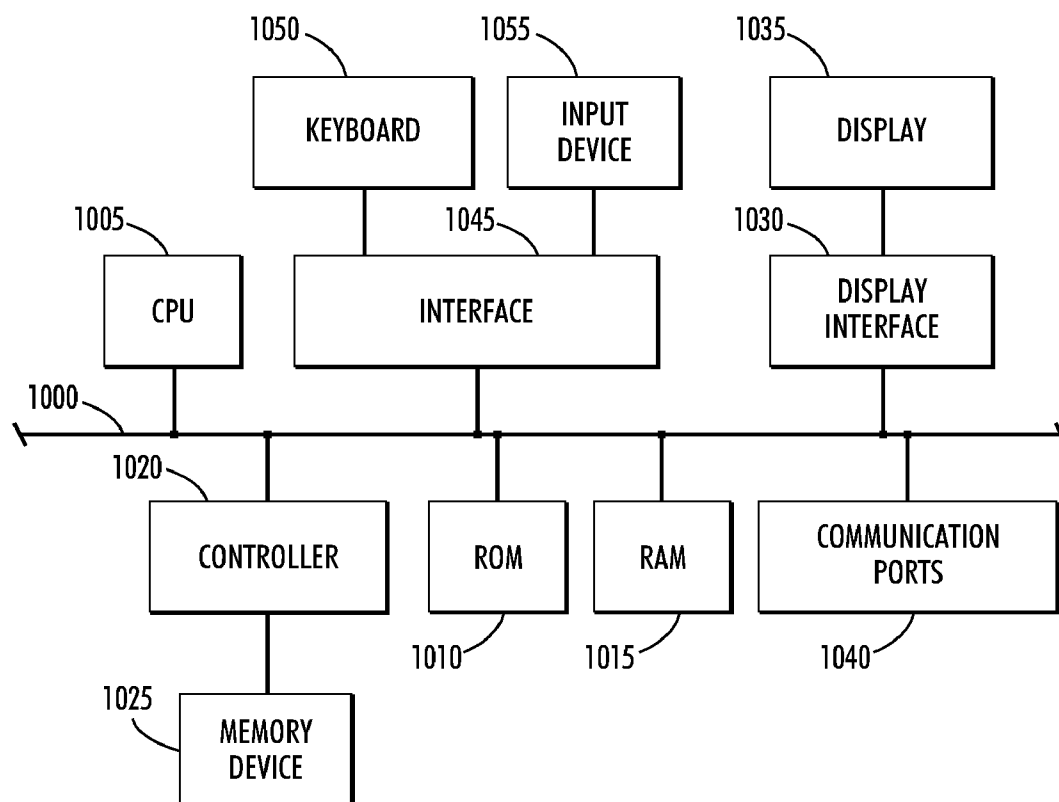 1050
1055
1035
KEYBOARD
INPUT
DEVICE
DISPLAY
1005
1045
1030
CPU
INTERFACE
DISPLAY
INTERFACE
1000
1020
CONTROLLER
ROM
RAM
COMMUNICATION
PORTS
1010
1015
1040
1025
MEMORY
DEVICE